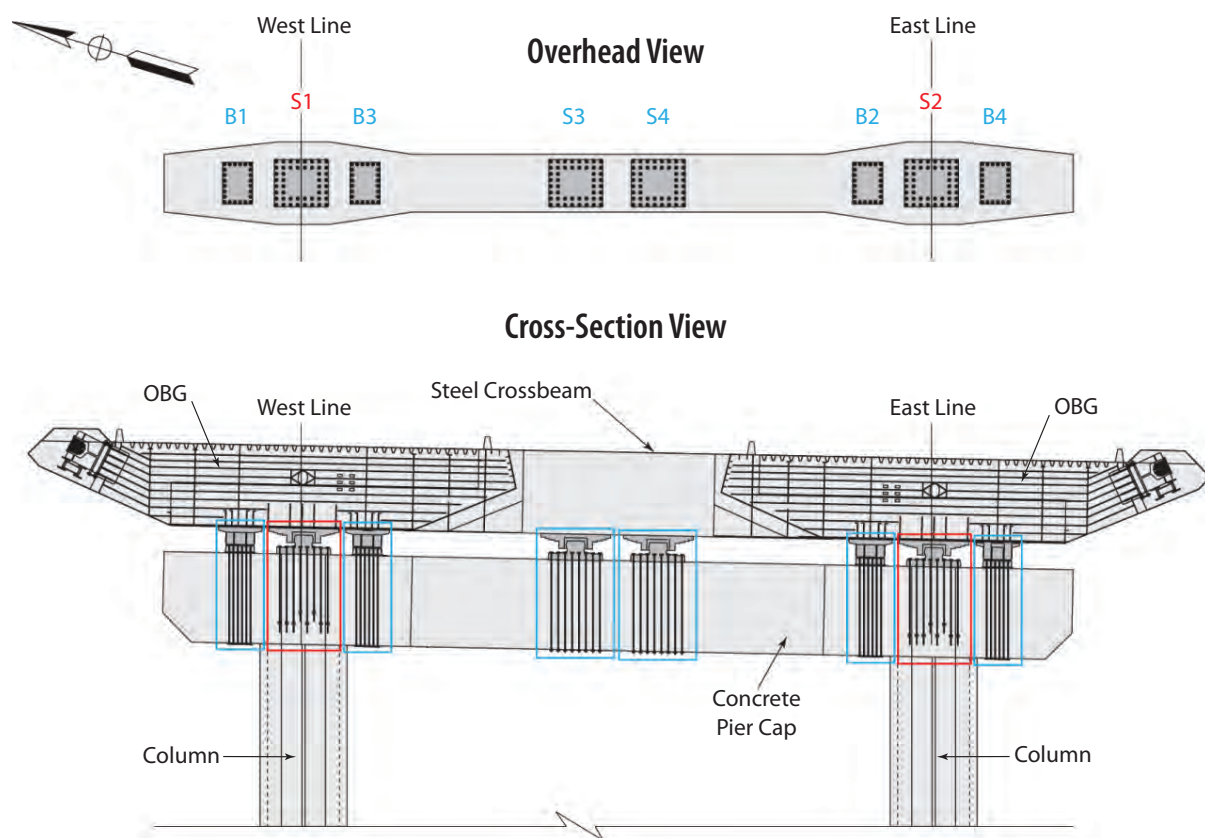 West Line
East Line
Overhead View
S1
S2
B1
B3
S3
S4
B2
B4
Cross-Section View
Steel Crossbeam
OBG
West Line
East Line
OBG
Concrete
Pier Cap
Column
Column